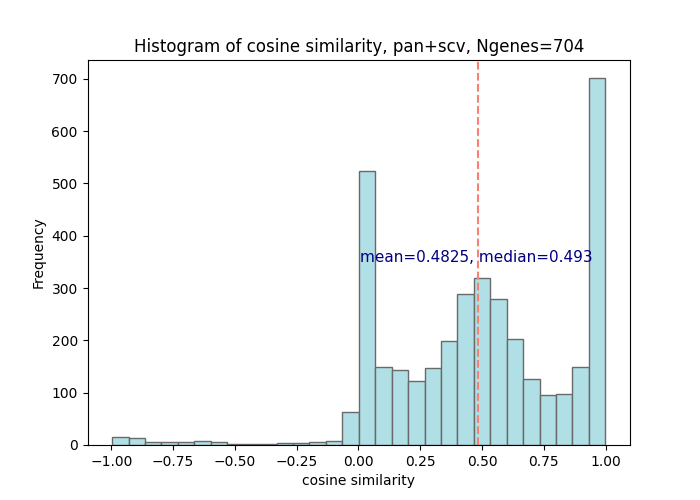 Histogram of cosine similarity, pan+scv, Ngenes=704
Frequency
700
600
500
400
300
200
100
0
mean=0.4825, median=0.493
−1.00 −0.75 −0.50 −0.25 0.00 0.25 0.50 0.75 1.00
cosine similarity